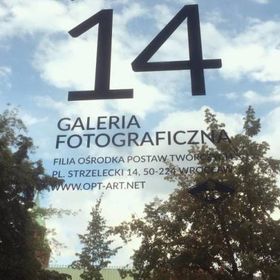 14
GALERIA
FOTOGRAFICZNA
FILIA OŚRODKA POSTAW TWÓRCZYCH
PL. STRZELECKI 14, 50-224 WROCŁAW
WWW.OPT-ART.NET